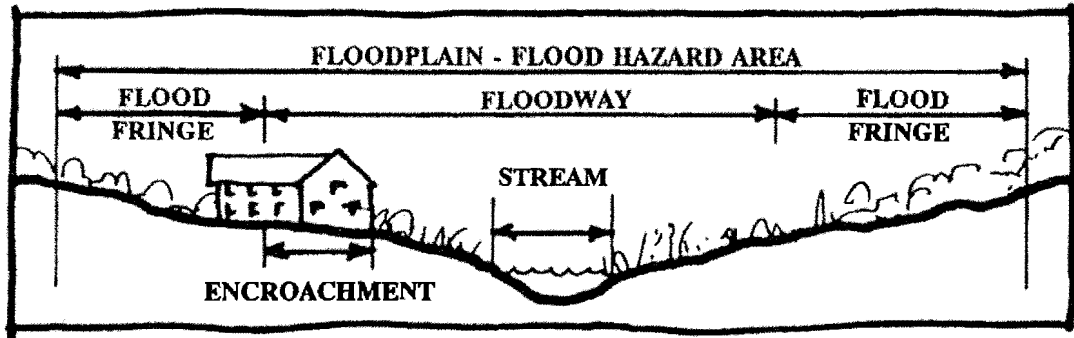 FLOODPLAIN - FLOOD HAZARD AREA
FLOOD
FRINGE
FLOODWAY
FLOOD
FRINGE
STREAM
ENCROACHMENT